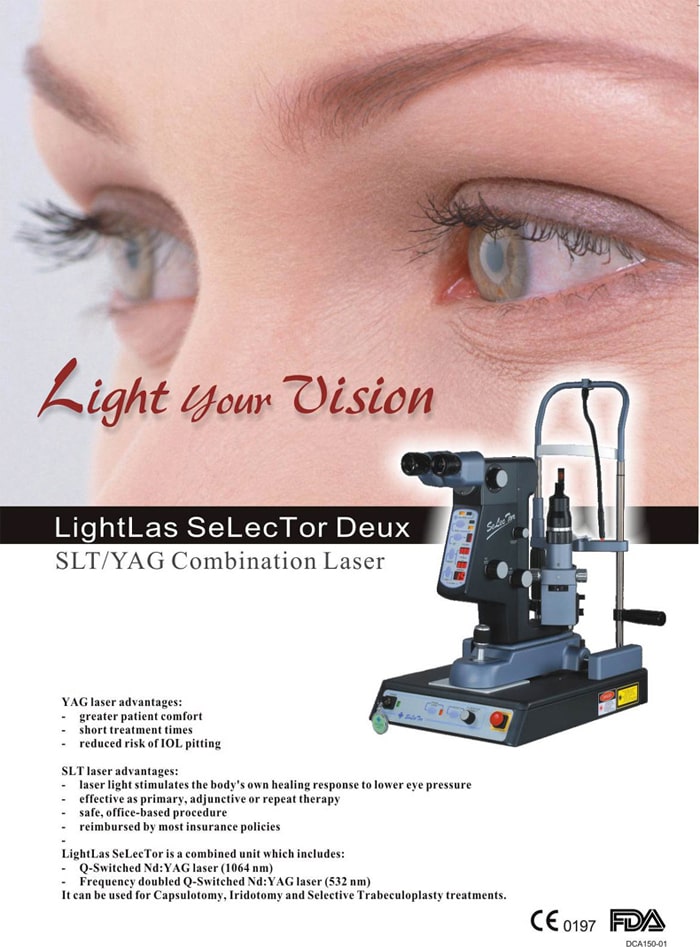 Light Your Vision
SeLecTor
LightLas SeLecTor Deux
SLT/YAG Combination Laser
SeLecTor
YAG laser advantages:
- greater patient comfort
- short treatment times
- reduced risk of IOL pitting
SLT laser advantages:
- laser light stimulates the body's own healing response to lower eye pressure
- effective as primary, adjunctive or repeat therapy
- safe, office-based procedure
- reimbursed by most insurance policies
-
LightLas SeLecTor is a combined unit which includes:
- Q-Switched Nd:YAG laser (1064 nm)
- Frequency doubled Q-Switched Nd:YAG laser (532 nm)
It can be used for Capsulotomy, Iridotomy and Selective Trabeculoplasty treatments.
CE 0197 FDA
DCA150-01